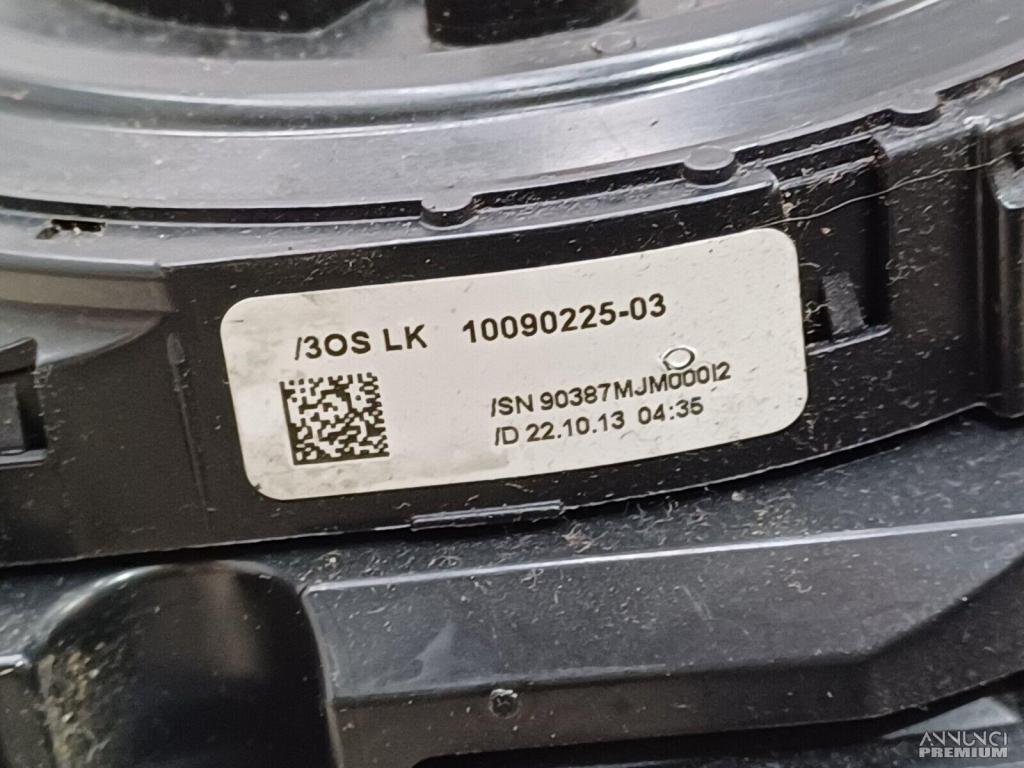 /3OS LK 10090225-03
/SN 90387MJM000I2
/D 22.10.13 04:35
ANNUNCI
PREMIUM